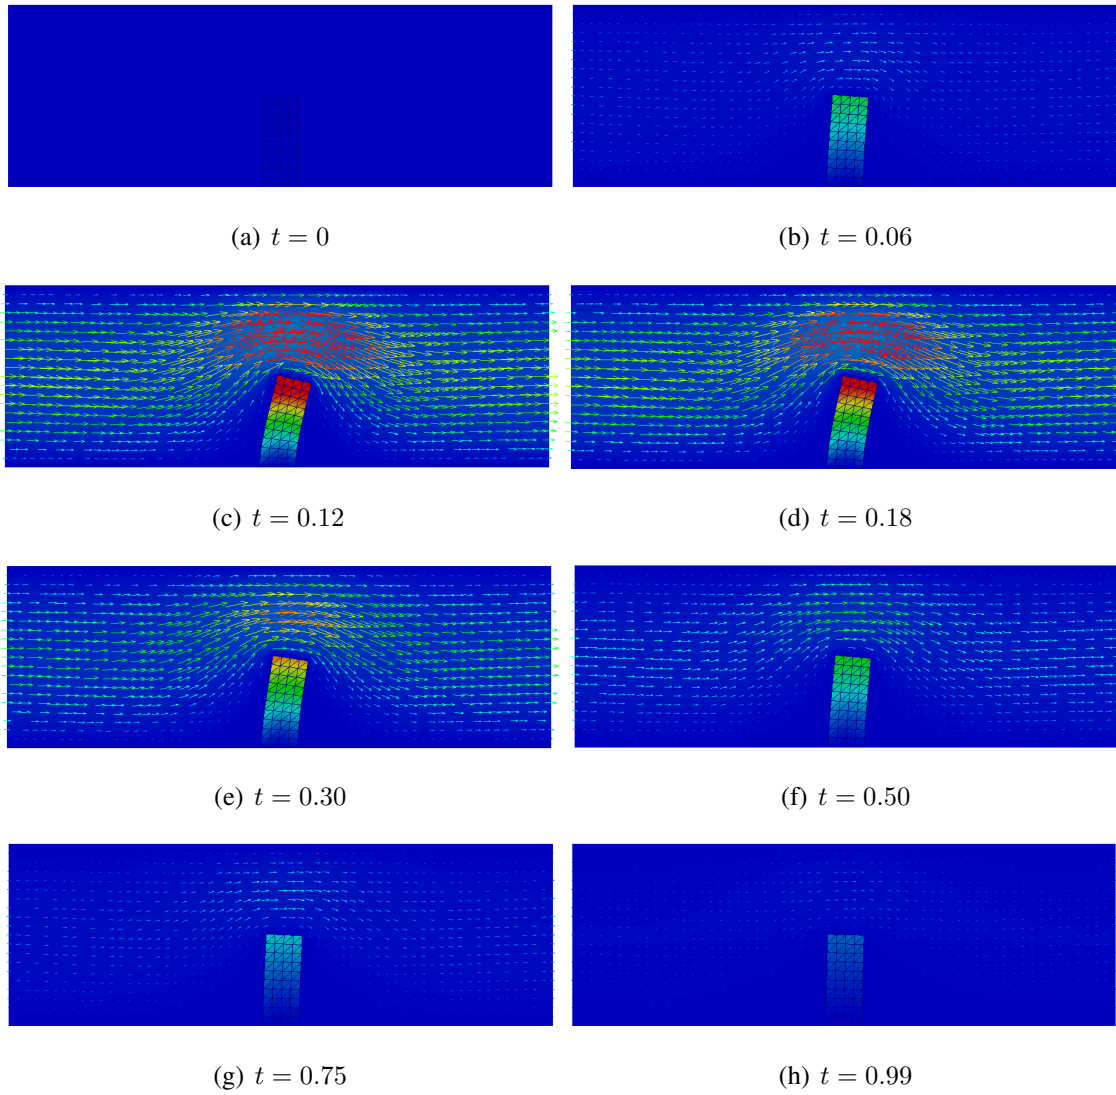 (a) t = 0
(b) t = 0.06
(c) t = 0.12
(d) t = 0.18
(e) t = 0.30
(f) t = 0.50
(g) t = 0.75
(h) t = 0.99